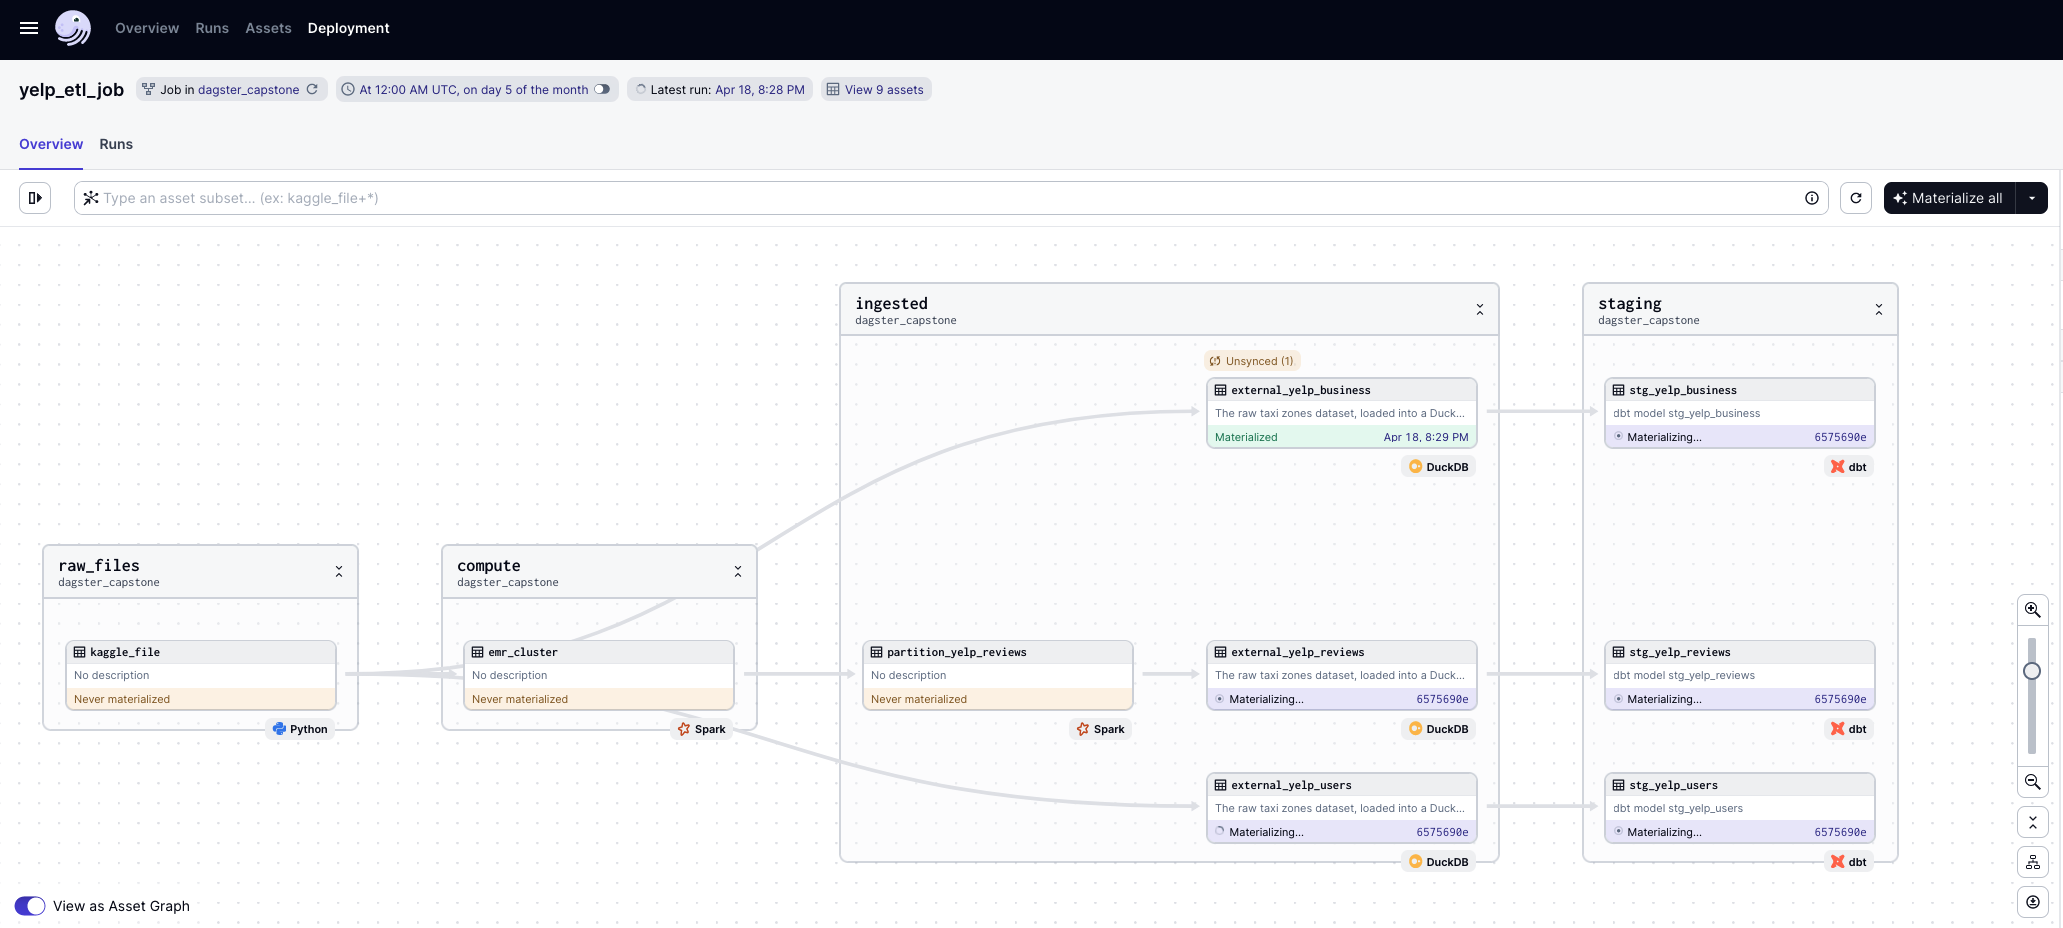 Overview Runs Assets Deployment
yelp_etl_job Job in dagster_capstone At 12:00 AM UTC, on day 5 of the month Latest run: Apr 18, 8:28 PM View 9 assets
Overview Runs
Type an asset subset... (ex: kaggle_file+*) Materialize all
raw_files
dagster_capstone
kaggle_file
No description
Never materialized
Python
compute
dagster_capstone
emr_cluster
No description
Never materialized
Spark
ingested
dagster_capstone
Unsynced (1)
external_yelp_business
The raw taxi zones dataset, loaded into a Duck...
Materialized Apr 18, 8:29 PM
DuckDB
partition_yelp_reviews
No description
Never materialized
Spark
external_yelp_reviews
The raw taxi zones dataset, loaded into a Duck...
Materializing... 6575690e
DuckDB
external_yelp_users
The raw taxi zones dataset, loaded into a Duck...
Materializing... 6575690e
DuckDB
staging
dagster_capstone
stg_yelp_business
dbt model stg_yelp_business
Materializing... 6575690e
dbt
stg_yelp_reviews
dbt model stg_yelp_reviews
Materializing... 6575690e
dbt
stg_yelp_users
dbt model stg_yelp_users
Materializing... 6575690e
dbt
View as Asset Graph